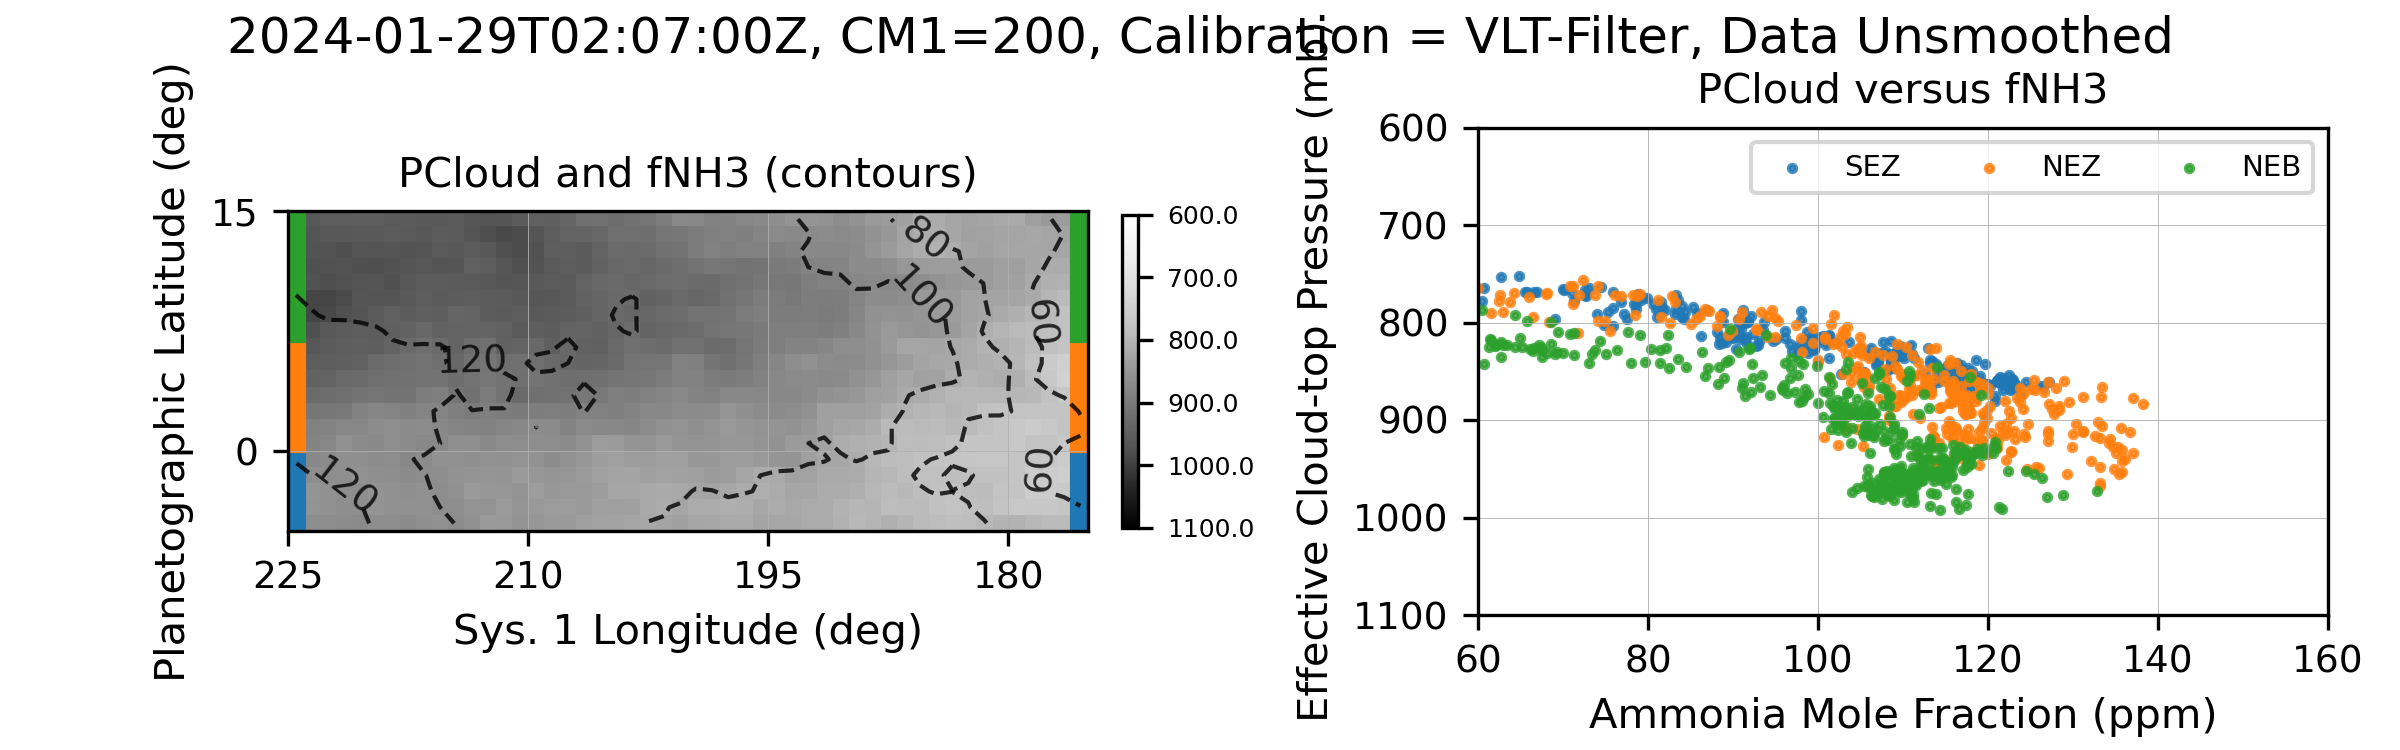 2024-01-29T02:07:00Z, CM1=200, Calibration = VLT-Filter, Data Unsmoothed
PCloud and fNH3 (contours)
Planetographic Latitude (deg)
15
0
225 210 195 180
Sys. 1 Longitude (deg)
80
100
60
120
120
60
600.0
700.0
800.0
900.0
1000.0
1100.0
PCloud versus fNH3
Effective Cloud-top Pressure (mb)
600
700
800
900
1000
1100
SEZ NEZ NEB
60 80 100 120 140 160
Ammonia Mole Fraction (ppm)